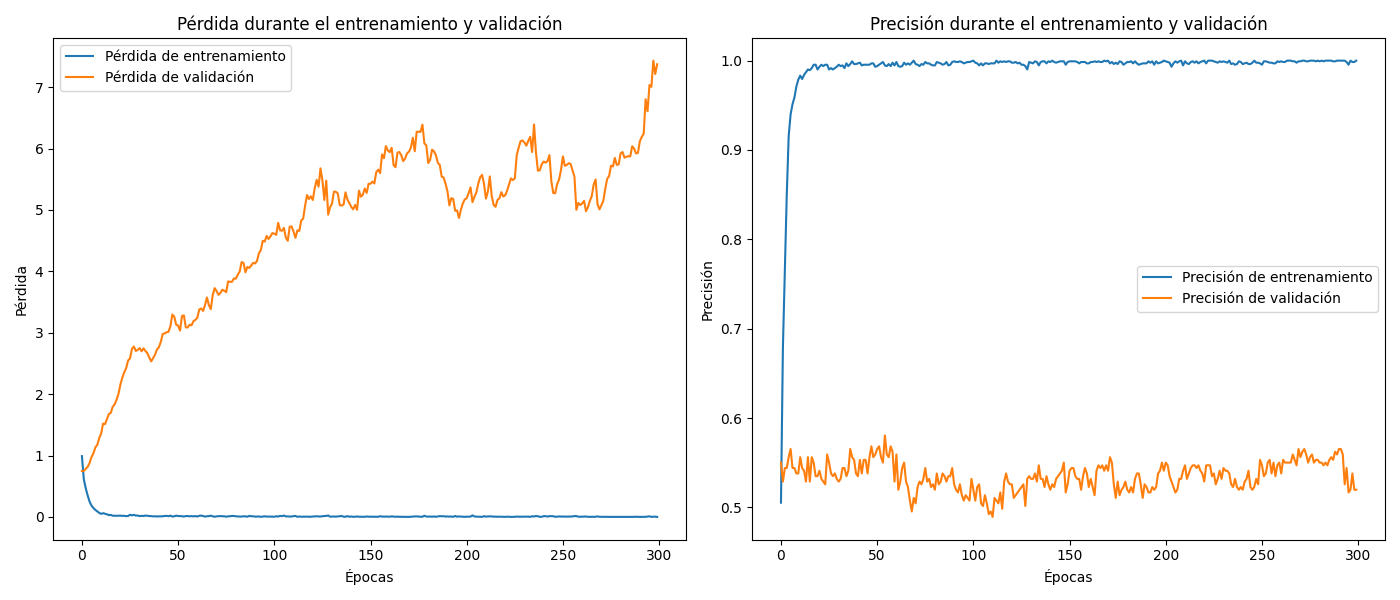 Pérdida durante el entrenamiento y validación
Pérdida de entrenamiento
Pérdida de validación
7
6
5
4
3
2
1
0
Pérdida
0 50 100 150 200 250 300
Épocas
Precisión durante el entrenamiento y validación
1.0
0.9
0.8
0.7
0.6
0.5
Precisión
Precisión de entrenamiento
Precisión de validación
0 50 100 150 200 250 300
Épocas